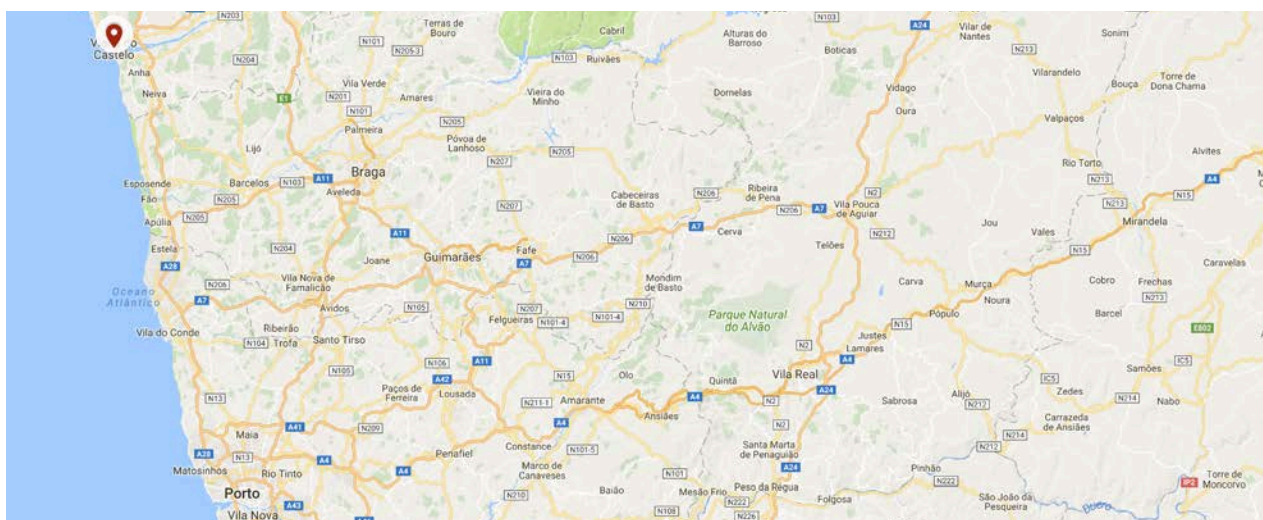 N203
Terras de
Bouro
Cabril
Alturas do
Barroso
N103
A24
Vilar de
Nantes
Sonim
Castelo
N101
N205-3
N103
Ruivães
Boticas
N213
Anha
N204
Vilarandelo
Bouça
Torre de
Dona Chama
Neiva
E1
Vila Verde
N201
N101
Amares
Vieira do
Minho
Dornelas
Vidago
Oura
Palmeira
N205
Valpaços
Lijó
Póvoa de
Lanhoso
N205
N207
Rio Torto
Alvites
Esposende
Fão
Barcelos
N103
A11
Braga
Aveleda
N213
N15
A4
N205
Cabeceiras
de Basto
N206
Ribeira
de Pena
N2
N213
Apúlia
N205
N207
A7
N206
A7
Vila Pouca
de Aguiar
Mirandela
A11
Cerva
Jou
Estela
N204
Joane
Guimarães
Fafe
N206
Telões
N212
Vales
N15
A28
A7
Caravelas
Oceano
Atlântico
N206
Vila Nova de
Famalicão
Mondim
de Basto
Carva
Murça
Cobro
Frechas
A7
Avidos
N207
N210
Noura
N213
Vila do Conde
Ribeirão
Felgueiras
N101-4
N101-4
Parque Natural
do Alvão
Pópulo
Barcel
N104
Trofa
Santo Tirso
N15
Justes
E802
N106
A11
N2
Lamares
IC5
N105
A42
N15
Olo
Quintã
A4
Vila Real
Samões
Paços de
Ferreira
Lousada
A24
IC5
Zedes
N13
N211-1
Amarante
A4
N2
Sabrosa
Alijó
N214
Nabo
Ansiães
N212
Carrazeda
de Ansiães
A41
N209
A4
N2
N214
Maia
Constance
N101-5
Santa Marta
de Penaguião
N212
A28
N13
A4
Penafiel
Matosinhos
Rio Tinto
A4
Marco de
Canaveses
N101
A24
Pinhão
Torre de
Moncorvo
Porto
N210
Baião
Mesão Frio
Peso da Régua
N222
Folgosa
N222
São João da
Pesqueira
IP2
A43
Vila Nova
N108
N226
Douro